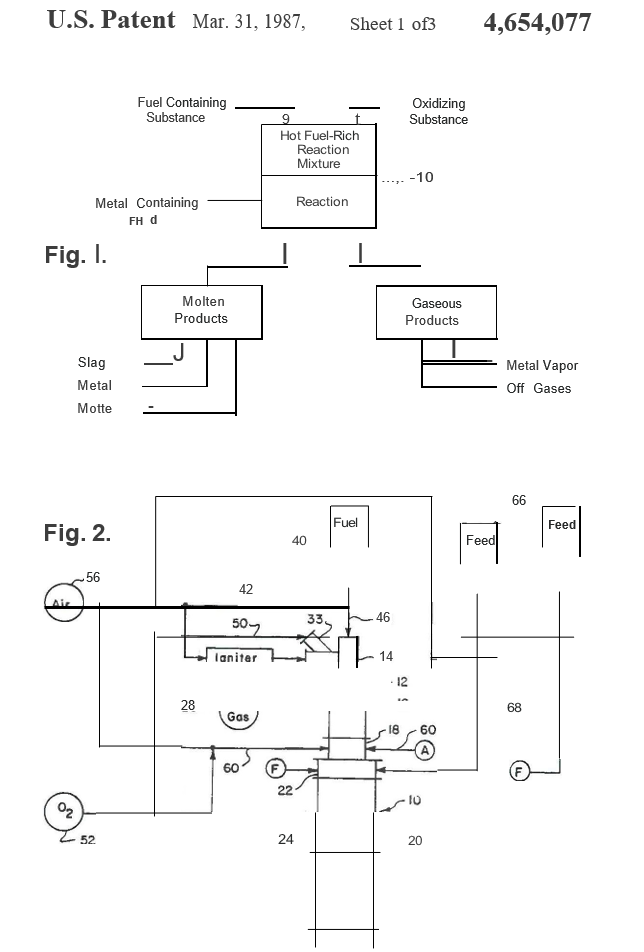 U.S. Patent Mar. 31, 1987, Sheet 1 of3 4,654,077
Fuel Containing
Substance
Oxidizing
Substance
9 t
Hot Fuel-Rich
Reaction
Mixture
-10
Metal Containing
FH d
Reaction
Fig. I.
Molten
Products
Gaseous
Products
Slag
Metal
Motte
Metal Vapor
Off Gases
Fig. 2.
66
Fuel
Feed
Feed
40
56
Air
42
46
50
33
Igniter
14
12
28
Gas
68
18
60
A
60
F
F
22
O2
10
52
24
20